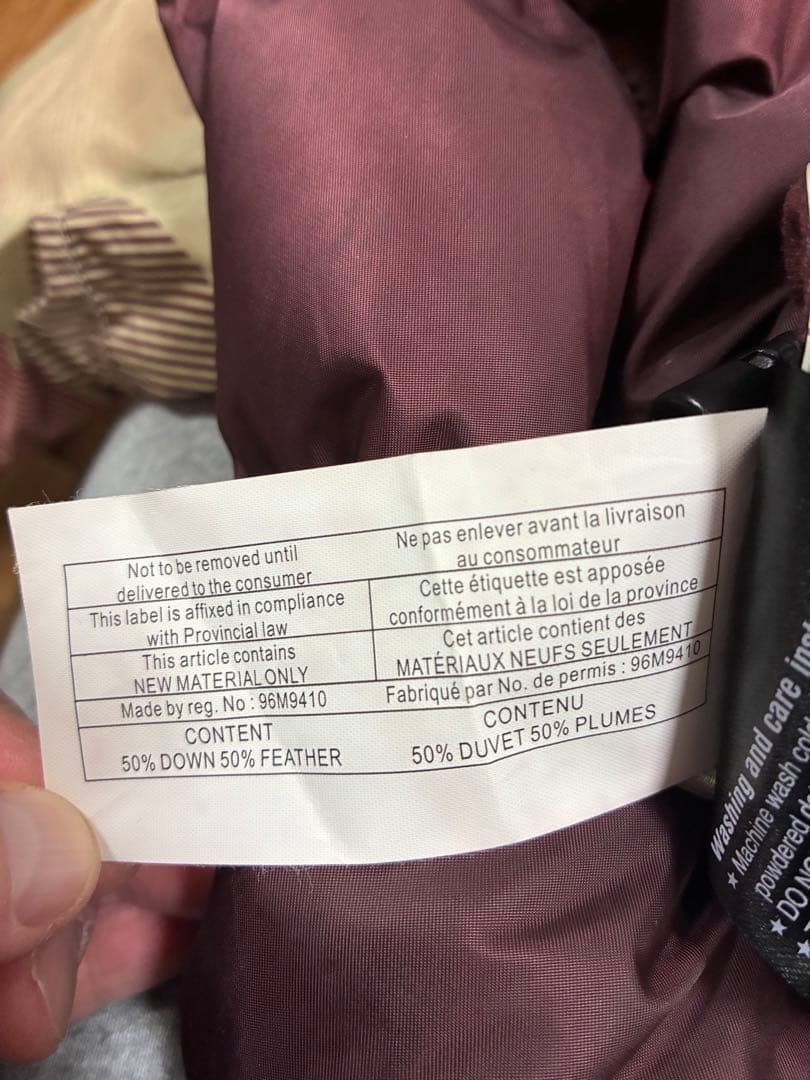 Not to be removed until
delivered to the consumer
Ne pas enlever avant la livraison
au consommateur
This label is affixed in compliance
with Provincial law
Cette étiquette est apposée
conformément à la loi de la province
This article contains
NEW MATERIAL ONLY
Cet article contient des
MATÉRIAUX NEUFS SEULEMENT
Made by reg. No : 96M9410
Fabriqué par No. de permis : 96M9410
CONTENT
50% DOWN 50% FEATHER
CONTENU
50% DUVET 50% PLUMES
Washing and care
★ Machine wash
powdered
★ DO